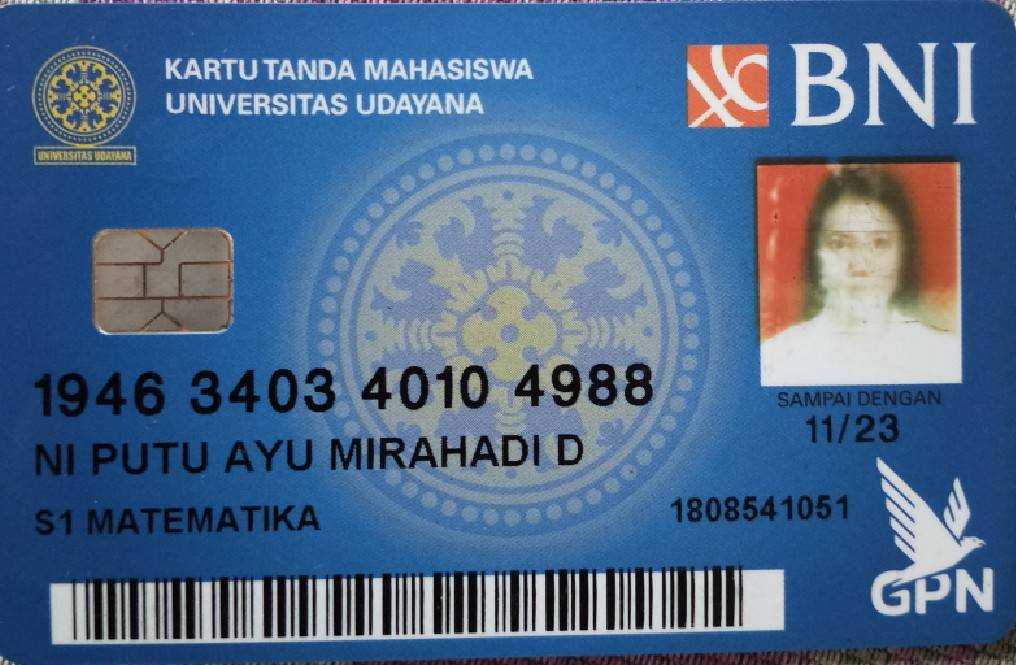 KARTU TANDA MAHASISWA
UNIVERSITAS UDAYANA
UNIVERSITAS UDAYANA
BNI
1946 3403 4010 4988
SAMPAI DENGAN
11/23
NI PUTU AYU MIRAHADI D
S1 MATEMATIKA
1808541051
GPN